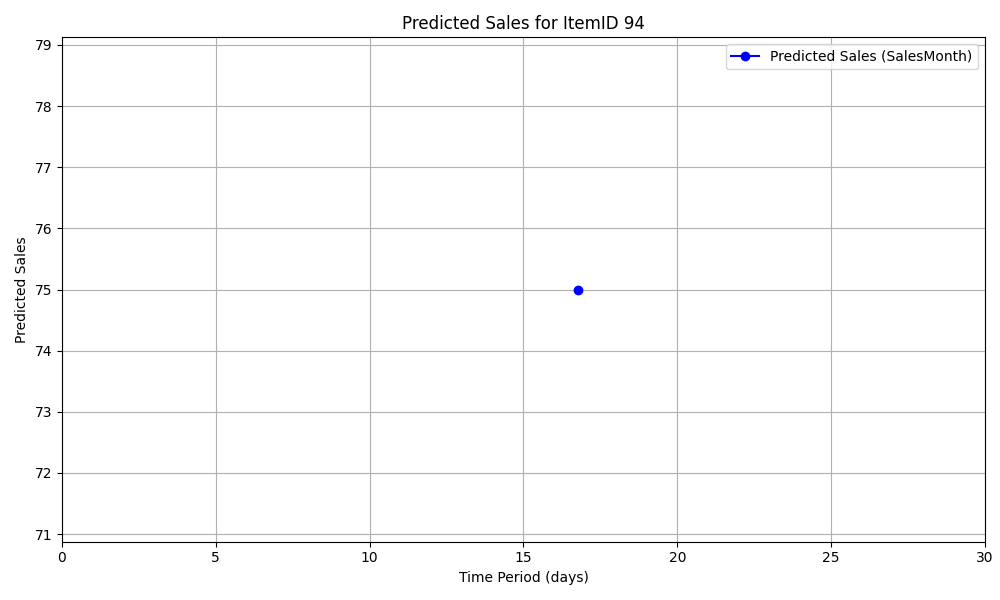 Predicted Sales for ItemID 94
Predicted Sales (SalesMonth)
Predicted Sales
79
78
77
76
75
74
73
72
71
0 5 10 15 20 25 30
Time Period (days)